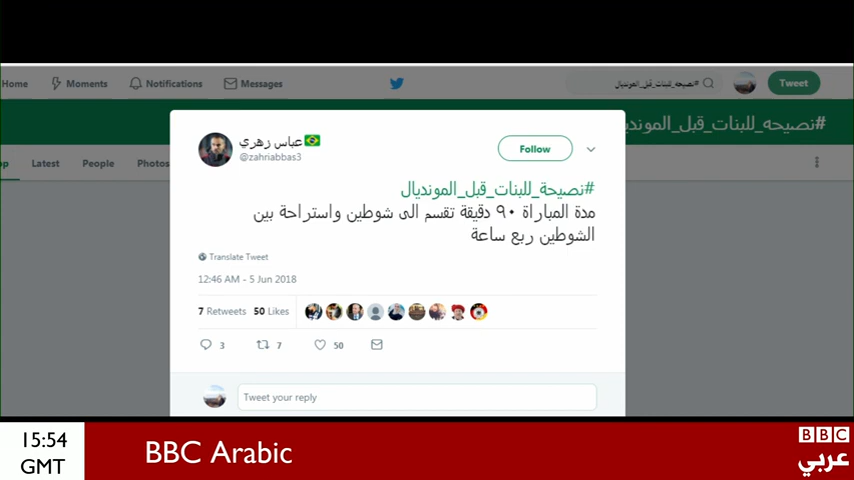 Home Moments Notifications Messages #نصيحه_للبنات_قبل_المونديال Tweet
#نصيحه_للبنات_قبل_المونديال
Latest People Photos
عباس زهري
@zahriabbas3
Follow
#نصيحة_للبنات_قبل_المونديال
مدة المباراة ٩٠ دقيقة تقسم الى شوطين واستراحة بين
الشوطين ربع ساعة
Translate Tweet
12:46 AM - 5 Jun 2018
7 Retweets 50 Likes
3 7 50
Tweet your reply
15:54
GMT
BBC Arabic
BBC
عربي